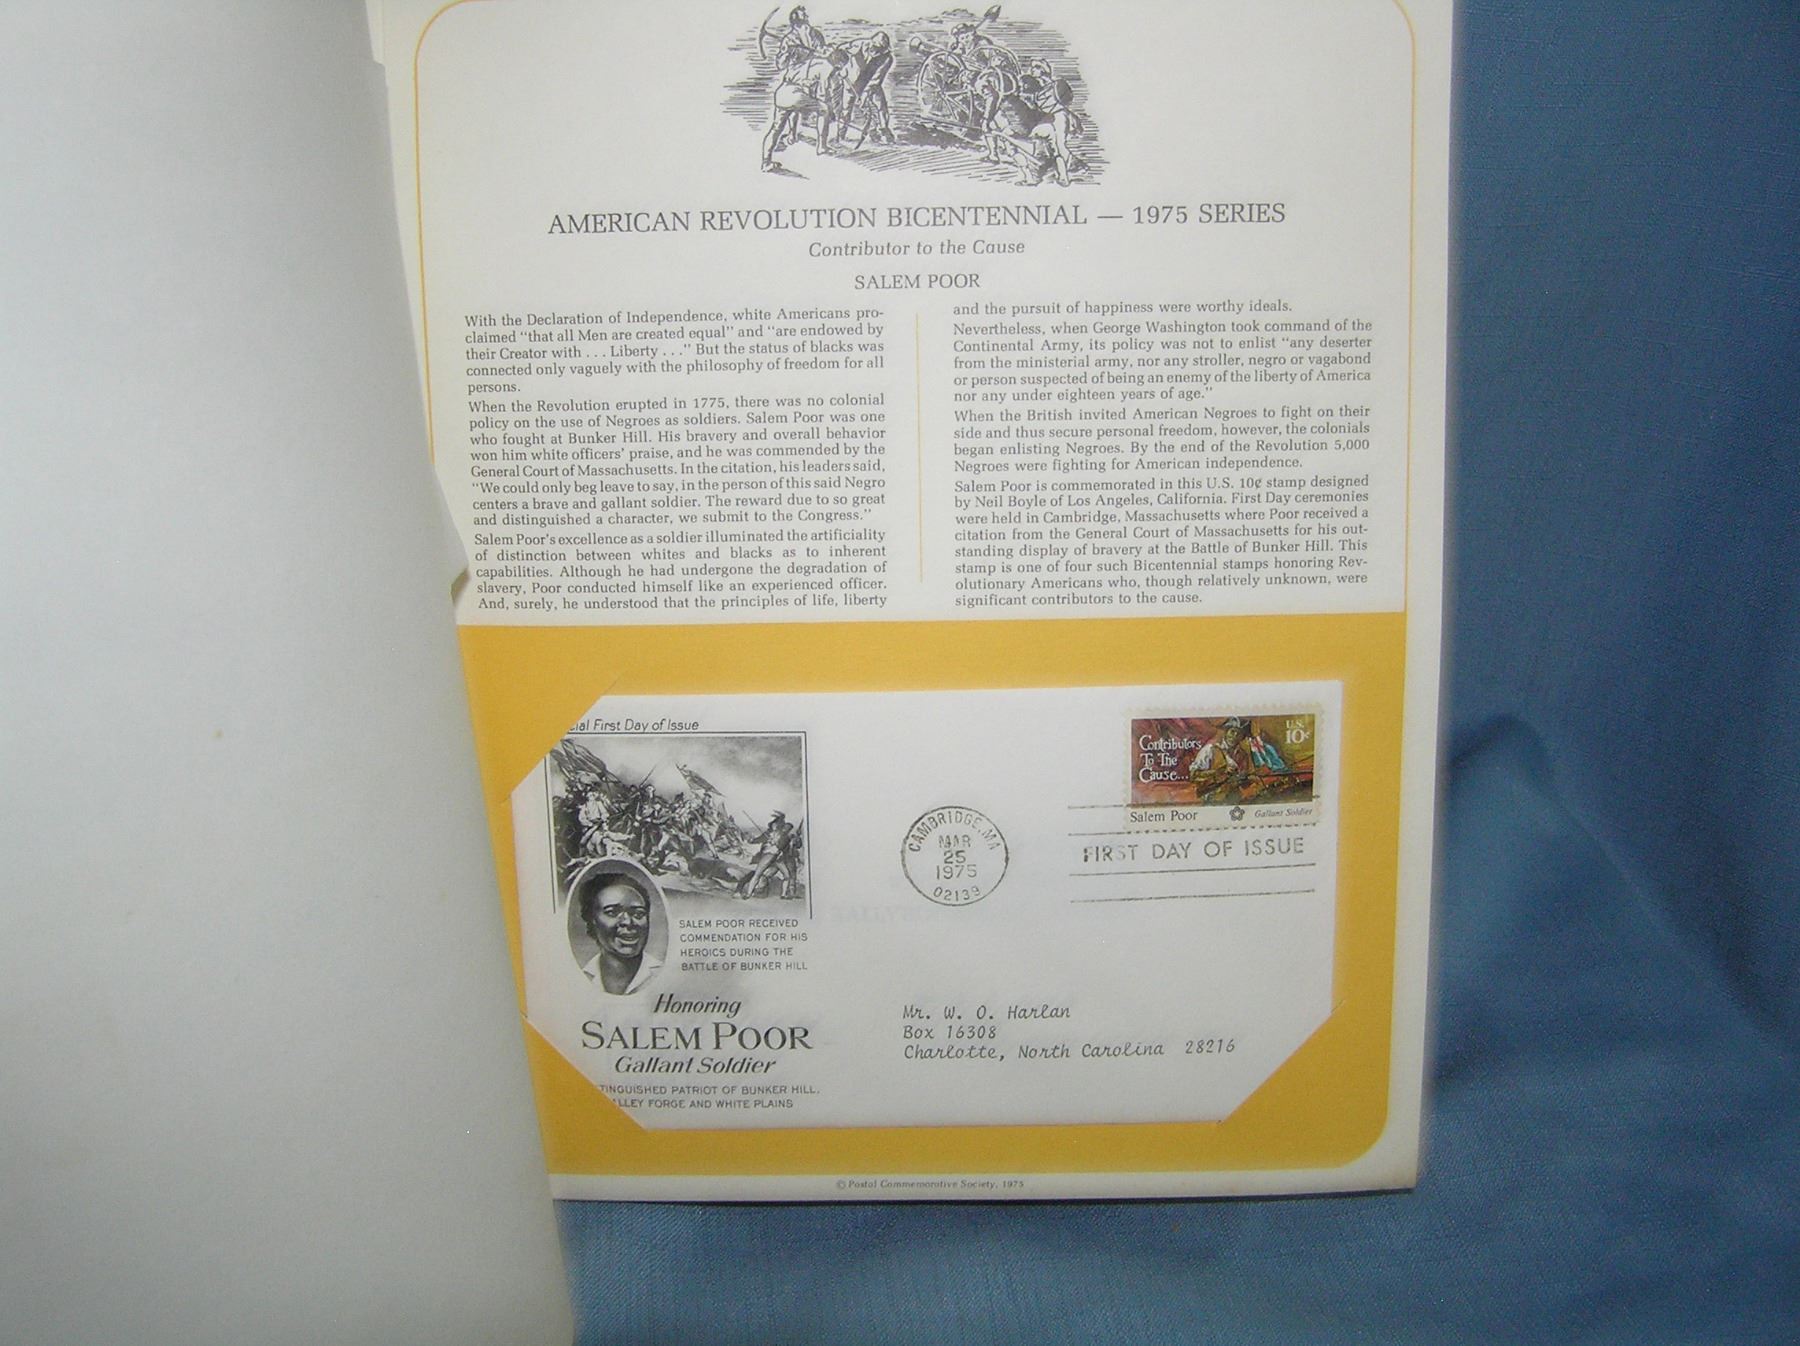 AMERICAN REVOLUTION BICENTENNIAL — 1975 SERIES
Contributor to the Cause
SALEM POOR
With the Declaration of Independence, white Americans pro-
claimed “that all Men are created equal” and “are endowed by
their Creator with . . . Liberty . . .” But the status of blacks was
connected only vaguely with the philosophy of freedom for all
persons.
When the Revolution erupted in 1775, there was no colonial
policy on the use of Negroes as soldiers. Salem Poor was one
who fought at Bunker Hill. His bravery and overall behavior
won him white officers’ praise, and he was commended by the
General Court of Massachusetts. In the citation, his leaders said,
“We could only beg leave to say, in the person of this said Negro
centers a brave and gallant soldier. The reward due to so great
and distinguished a character, we submit to the Congress.”
Salem Poor’s excellence as a soldier illuminated the artificiality
of distinction between whites and blacks as to inherent
capabilities. Although he had undergone the degradation of
slavery, Poor conducted himself like an experienced officer.
And, surely, he understood that the principles of life, liberty
and the pursuit of happiness were worthy ideals.
Nevertheless, when George Washington took command of the
Continental Army, its policy was not to enlist “any deserter
from the ministerial army, nor any stroller, negro or vagabond
or person suspected of being an enemy of the liberty of America
nor any under eighteen years of age.”
When the British invited American Negroes to fight on their
side and thus secure personal freedom, however, the colonials
began enlisting Negroes. By the end of the Revolution 5,000
Negroes were fighting for American independence.
Salem Poor is commemorated in this U.S. 10¢ stamp designed
by Neil Boyle of Los Angeles, California. First Day ceremonies
were held in Cambridge, Massachusetts where Poor received a
citation from the General Court of Massachusetts for his out-
standing display of bravery at the Battle of Bunker Hill. This
stamp is one of four such Bicentennial stamps honoring Rev-
olutionary Americans who, though relatively unknown, were
significant contributors to the cause.
ial First Day of Issue
SALEM POOR RECEIVED
COMMENDATION FOR HIS
HEROICS DURING THE
BATTLE OF BUNKER HILL
Honoring
SALEM POOR
Gallant Soldier
TINGUISHED PATRIOT OF BUNKER HILL,
LLEY FORGE AND WHITE PLAINS
CAMBRIDGE, MA
MAR
25
1975
02139
U.S.
10¢
Contributors
To The
Cause...
Salem Poor Gallant Soldier
FIRST DAY OF ISSUE
Mr. W. O. Harlan
Box 16308
Charlotte, North Carolina 28216
© Postal Commemorative Society, 1975